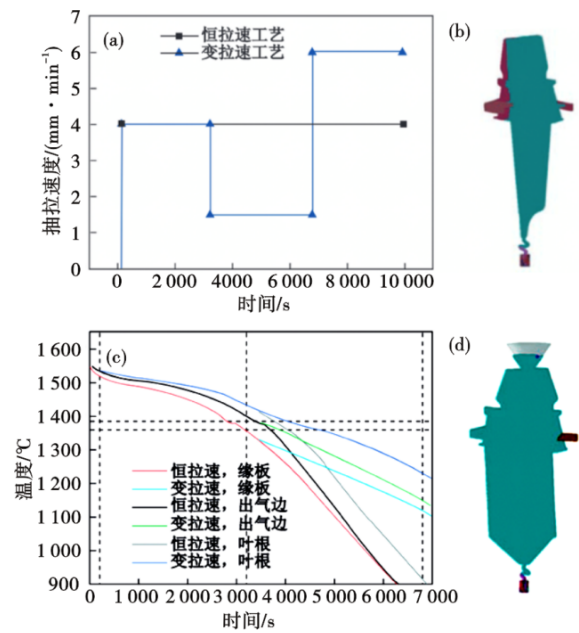 (a)
恒拉速工艺
变拉速工艺
抽拉速度/(mm·min⁻¹)
7
6
5
4
3
2
1
0
0
2 000
4000
6 000
8 000
10 000
时间/s
(b)
(c)
温度/℃
1 600
1 500
1 400
1 300
1 200
1 100
1 000
900
恒拉速，缘板
变拉速，缘板
恒拉速，出气边
变拉速，出气边
恒拉速，叶根
变拉速，叶根
0
1 000
2 000
3 000
4 000
5 000
6 000
7 000
时间/s
(d)